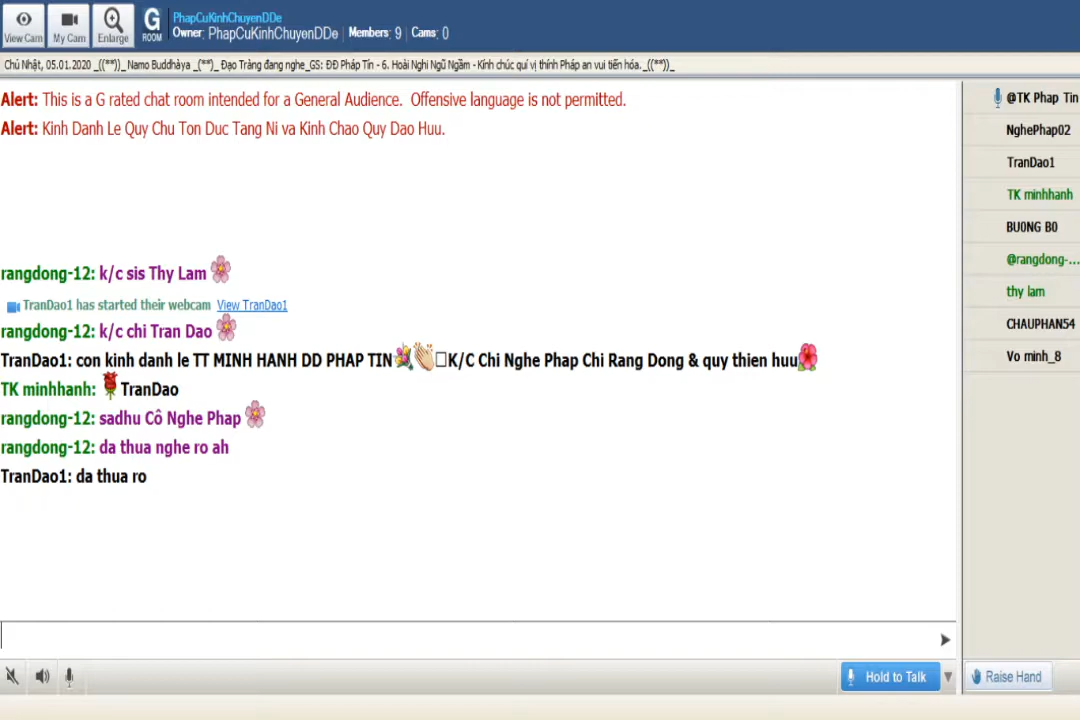 View Cam
My Cam
Enlarge
G
ROOM
PhapCuKinhChuyenDDe
Owner: PhapCuKinhChuyenDDe | Members: 9 | Cams: 0
Chủ Nhật, 05.01.2020 _((**))_ Namo Buddhàya _(**)_ Đạo Tràng đang nghe_GS: ĐĐ Pháp Tín - 6. Hoài Nghi Ngũ Ngầm - Kính chúc quí vị thính Pháp an vui tiến hóa._((**))_
Alert: This is a G rated chat room intended for a General Audience. Offensive language is not permitted.
Alert: Kinh Danh Le Quy Chu Ton Duc Tang Ni va Kinh Chao Quy Dao Huu.
rangdong-12: k/c sis Thy Lam
TranDao1 has started their webcam View TranDao1
rangdong-12: k/c chi Tran Dao
TranDao1: con kinh danh le TT MINH HANH DD PHAP TIN K/C Chi Nghe Phap Chi Rang Dong & quy thien huu
TK minhhanh: TranDao
rangdong-12: sadhu Cô Nghe Phap
rangdong-12: da thua nghe ro ah
TranDao1: da thua ro
@TK Phap Tin
NghePhap02
TranDao1
TK minhhanh
BU0NG B0
@rangdong-...
thy lam
CHAUPHAN54
Vo minh_8
Hold to Talk
Raise Hand